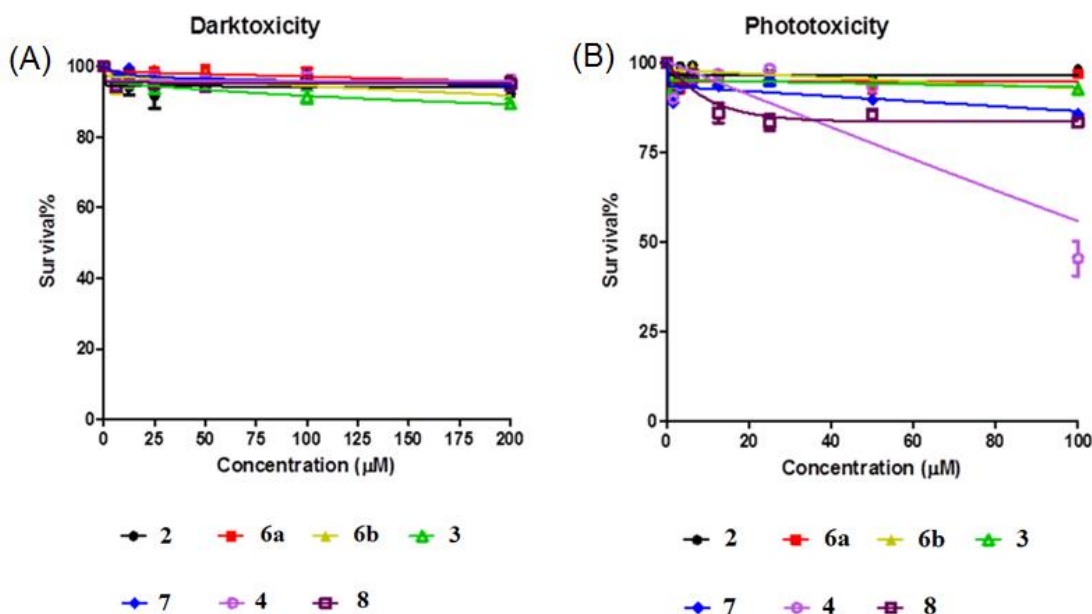 (A)
Darktoxicity
Survival%
100
80
60
40
20
0
0 25 50 75 100 125 150 175 200
Concentration (µM)
2 6a 6b 3
7 4 8
(B)
Phototoxicity
Survival%
100
75
50
25
0
0 20 40 60 80 100
Concentration (µM)
2 6a 6b 3
7 4 8